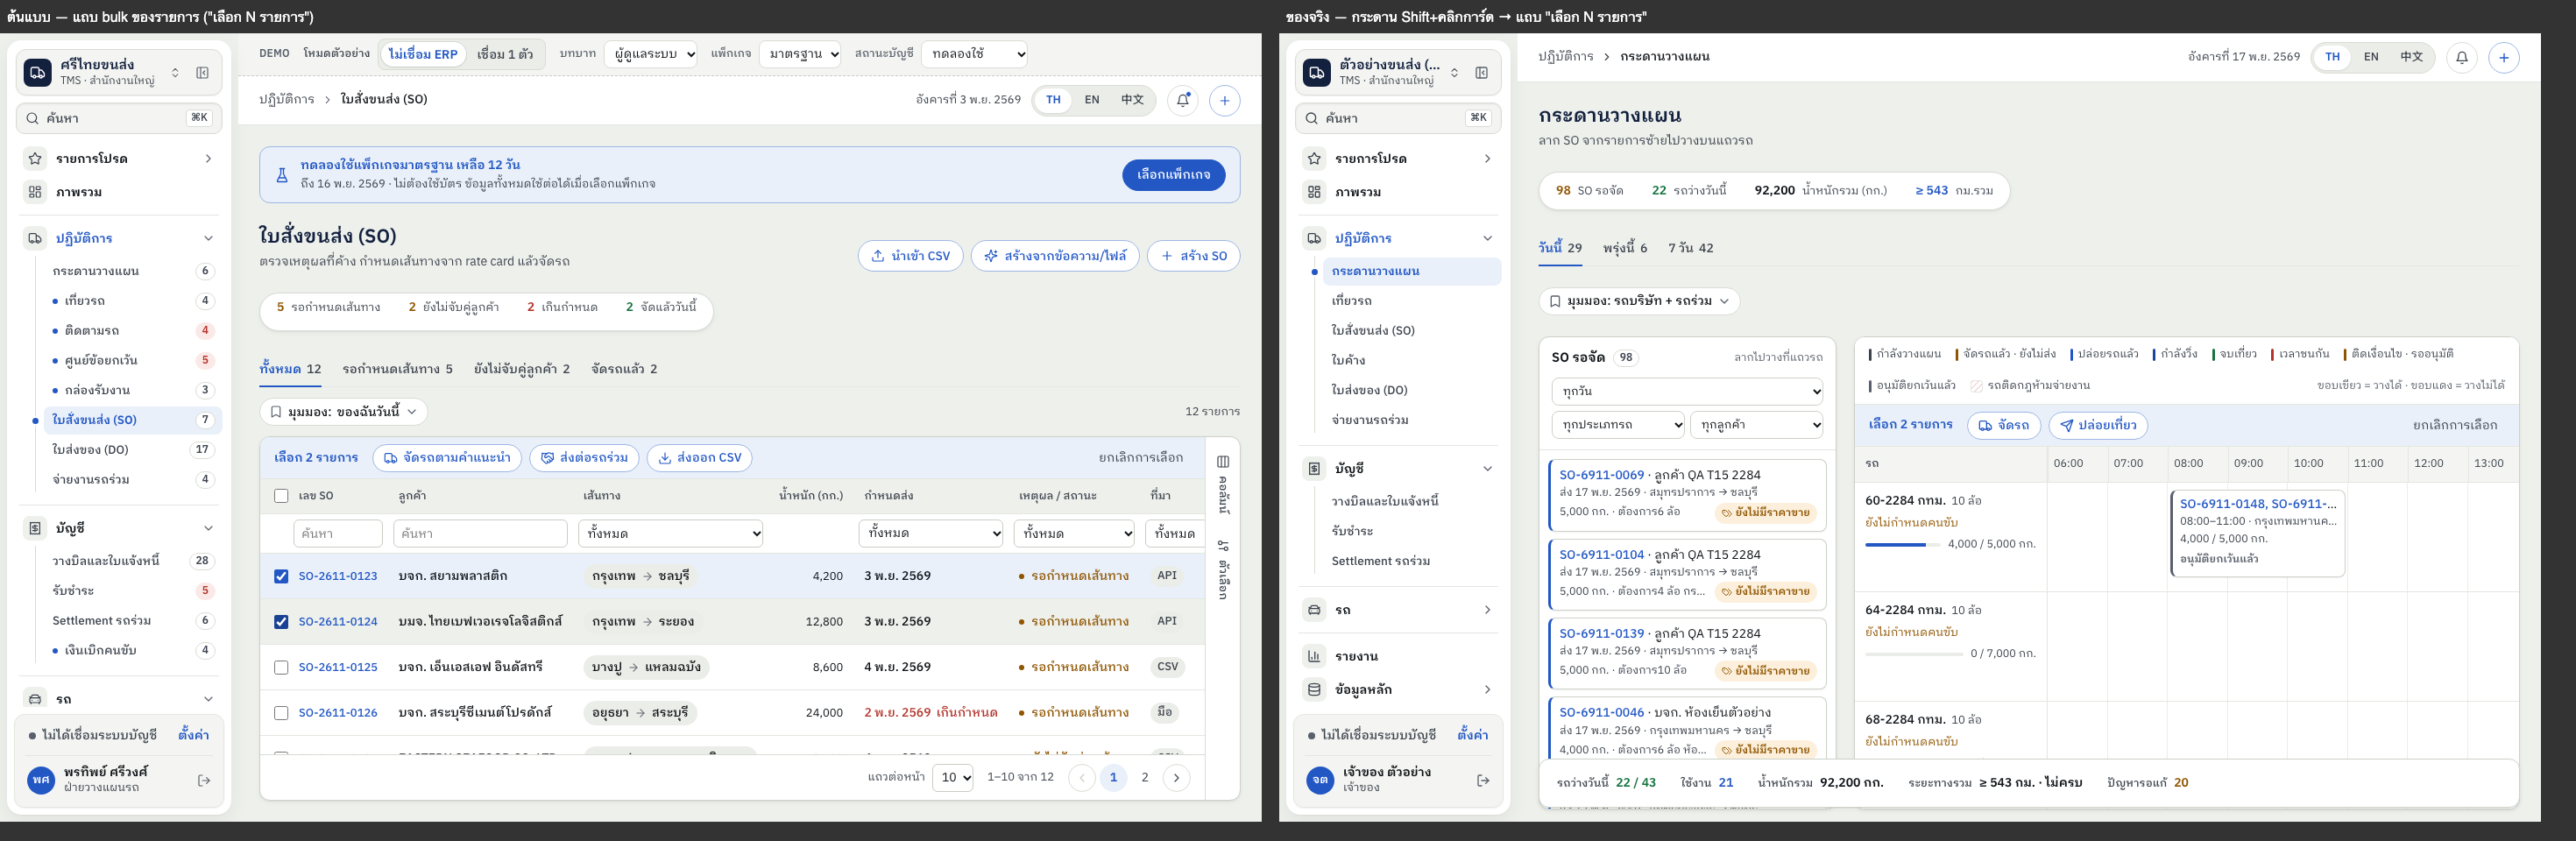 ต้นแบบ — แถบ bulk ของรายการ ("เลือก N รายการ")
ศรีไทยขนส่ง
TMS · สำนักงานใหญ่
ค้นหา ⌘K
รายการโปรด
ภาพรวม
ปฏิบัติการ
กระดานวางแผน 6
เที่ยวรถ 4
ติดตามรถ 4
ศูนย์ข้อยกเว้น 5
กล่องรับงาน 3
ใบสั่งขนส่ง (SO) 7
ใบส่งของ (DO) 17
จ่ายงานรถร่วม 4
บัญชี
วางบิลและใบแจ้งหนี้ 28
รับชำระ 5
Settlement รถร่วม 6
เงินเบิกคนขับ 4
รถ
ไม่ได้เชื่อมระบบบัญชี ตั้งค่า
พศ พรทิพย์ ศรีวงศ์
ฝ่ายวางแผนรถ
DEMO โหมดตัวอย่าง ไม่เชื่อม ERP เชื่อม 1 ตัว บทบาท ผู้ดูแลระบบ แพ็กเกจ มาตรฐาน สถานะบัญชี ทดลองใช้
ปฏิบัติการ > ใบสั่งขนส่ง (SO) อังคารที่ 3 พ.ย. 2569 TH EN 中文
ทดลองใช้แพ็กเกจมาตรฐาน เหลือ 12 วัน
ถึง 16 พ.ย. 2569 · ไม่ต้องใช้บัตร ข้อมูลทั้งหมดใช้ต่อได้เมื่อเลือกแพ็กเกจ
เลือกแพ็กเกจ
ใบสั่งขนส่ง (SO)
ตรวจเหตุผลที่ค้าง กำหนดเส้นทางจาก rate card แล้วจัดรถ
นำเข้า CSV สร้างจากข้อความ/ไฟล์ สร้าง SO
5 รอกำหนดเส้นทาง 2 ยังไม่จับคู่ลูกค้า 2 เกินกำหนด 2 จัดแล้ววันนี้
ทั้งหมด 12 รอกำหนดเส้นทาง 5 ยังไม่จับคู่ลูกค้า 2 จัดรถแล้ว 2
มุมมอง: ของฉันวันนี้ 12 รายการ
เลือก 2 รายการ จัดรถตามคำแนะนำ ส่งต่อรถร่วม ส่งออก CSV ยกเลิกการเลือก
เลข SO ลูกค้า เส้นทาง น้ำหนัก (กก.) กำหนดส่ง เหตุผล / สถานะ ที่มา
ค้นหา ค้นหา ทั้งหมด ทั้งหมด ทั้งหมด ทั้งหมด
SO-2611-0123 บจก. สยามพลาสติก กรุงเทพ → ชลบุรี 4,200 3 พ.ย. 2569 รอกำหนดเส้นทาง API
SO-2611-0124 บมจ. ไทยเบฟเวอเรจโลจิสติกส์ กรุงเทพ → ระยอง 12,800 3 พ.ย. 2569 รอกำหนดเส้นทาง API
SO-2611-0125 บจก. เอ็นเอสเอฟ อินดัสทรี บางปู → แหลมฉบัง 8,600 4 พ.ย. 2569 รอกำหนดเส้นทาง CSV
SO-2611-0126 บจก. สระบุรีซีเมนต์โปรดักส์ อยุธยา → สระบุรี 24,000 2 พ.ย. 2569 เกินกำหนด รอกำหนดเส้นทาง มือ
คอลัมน์
ตัวเลือก
แถวต่อหน้า 10 1–10 จาก 12 1 2
ของจริง — กระดาน Shift+คลิกการ์ด → แถบ "เลือก N รายการ"
ตัวอย่างขนส่ง (...
TMS · สำนักงานใหญ่
ค้นหา ⌘K
รายการโปรด
ภาพรวม
ปฏิบัติการ
กระดานวางแผน
เที่ยวรถ
ใบสั่งขนส่ง (SO)
ใบค้าง
ใบส่งของ (DO)
จ่ายงานรถร่วม
บัญชี
วางบิลและใบแจ้งหนี้
รับชำระ
Settlement รถร่วม
รถ
รายงาน
ข้อมูลหลัก
ไม่ได้เชื่อมระบบบัญชี ตั้งค่า
จต เจ้าของ ตัวอย่าง
เจ้าของ
ปฏิบัติการ > กระดานวางแผน อังคารที่ 17 พ.ย. 2569 TH EN 中文
กระดานวางแผน
ลาก SO จากรายการซ้ายไปวางบนแถวรถ
98 SO รอจัด 22 รถว่างวันนี้ 92,200 น้ำหนักรวม (กก.) ≥ 543 กม.รวม
วันนี้ 29 พรุ่งนี้ 6 7 วัน 42
มุมมอง: รถบริษัท + รถร่วม
SO รอจัด 98 ลากไปวางที่แถวรถ
ทุกวัน
ทุกประเภทรถ ทุกลูกค้า
SO-6911-0069 · ลูกค้า QA T15 2284
ส่ง 17 พ.ย. 2569 · สมุทรปราการ → ชลบุรี
5,000 กก. · ต้องการ6 ล้อ ยังไม่มีราคาขาย
SO-6911-0104 · ลูกค้า QA T15 2284
ส่ง 17 พ.ย. 2569 · สมุทรปราการ → ชลบุรี
5,000 กก. · ต้องการ4 ล้อ กร... ยังไม่มีราคาขาย
SO-6911-0139 · ลูกค้า QA T15 2284
ส่ง 17 พ.ย. 2569 · สมุทรปราการ → ชลบุรี
5,000 กก. · ต้องการ10 ล้อ ยังไม่มีราคาขาย
SO-6911-0046 · บจก. ห้องเย็นตัวอย่าง
ส่ง 17 พ.ย. 2569 · กรุงเทพมหานคร → ชลบุรี
4,000 กก. · ต้องการ6 ล้อ ห้อ... ยังไม่มีราคาขาย
กำลังวางแผน จัดรถแล้ว · ยังไม่ส่ง ปล่อยรถแล้ว กำลังวิ่ง จบเที่ยว เวลาชนกัน ติดเงื่อนไข · รออนุมัติ
อนุมัติยกเว้นแล้ว รถติดกฎห้ามจ่ายงาน ขอบเขียว = วางได้ · ขอบแดง = วางไม่ได้
เลือก 2 รายการ จัดรถ ปล่อยเที่ยว ยกเลิกการเลือก
รถ 06:00 07:00 08:00 09:00 10:00 11:00 12:00 13:00
60-2284 กทม. 10 ล้อ
ยังไม่กำหนดคนขับ
4,000 / 5,000 กก.
SO-6911-0148, SO-6911-...
08:00–11:00 · กรุงเทพมหานค...
4,000 / 5,000 กก.
อนุมัติยกเว้นแล้ว
64-2284 กทม. 10 ล้อ
ยังไม่กำหนดคนขับ
0 / 7,000 กก.
68-2284 กทม. 10 ล้อ
ยังไม่กำหนดคนขับ
รถว่างวันนี้ 22 / 43 ใช้งาน 21 น้ำหนักรวม 92,200 กก. ระยะทางรวม ≥ 543 กม. · ไม่ครบ ปัญหารอแก้ 20